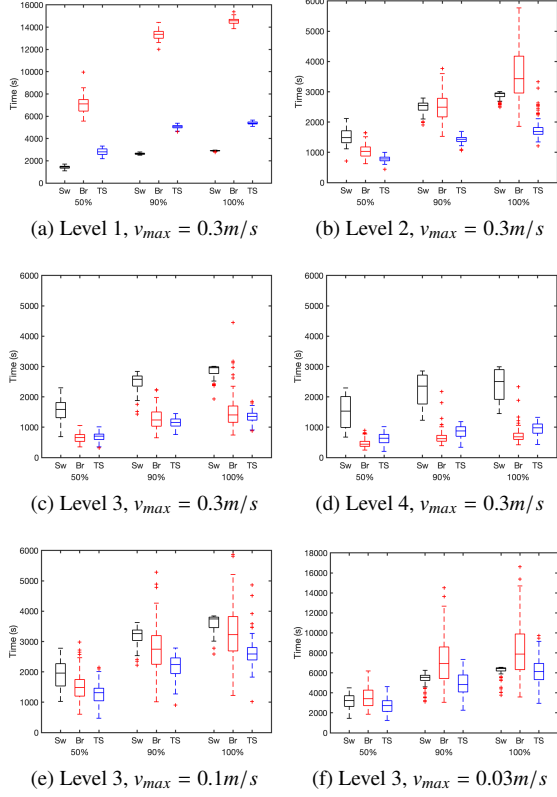 16000
14000
12000
10000
8000
6000
4000
2000
0
Time (s)
Sw Br TS Sw Br TS Sw Br TS
50% 90% 100%
(a) Level 1, v_max = 0.3m/s
6000
5000
4000
3000
2000
1000
0
Time (s)
Sw Br TS Sw Br TS Sw Br TS
50% 90% 100%
(b) Level 2, v_max = 0.3m/s
6000
5000
4000
3000
2000
1000
0
Time (s)
Sw Br TS Sw Br TS Sw Br TS
50% 90% 100%
(c) Level 3, v_max = 0.3m/s
6000
5000
4000
3000
2000
1000
0
Time (s)
Sw Br TS Sw Br TS Sw Br TS
50% 90% 100%
(d) Level 4, v_max = 0.3m/s
6000
5000
4000
3000
2000
1000
0
Time (s)
Sw Br TS Sw Br TS Sw Br TS
50% 90% 100%
(e) Level 3, v_max = 0.1m/s
18000
16000
14000
12000
10000
8000
6000
4000
2000
0
Time (s)
Sw Br TS Sw Br TS Sw Br TS
50% 90% 100%
(f) Level 3, v_max = 0.03m/s